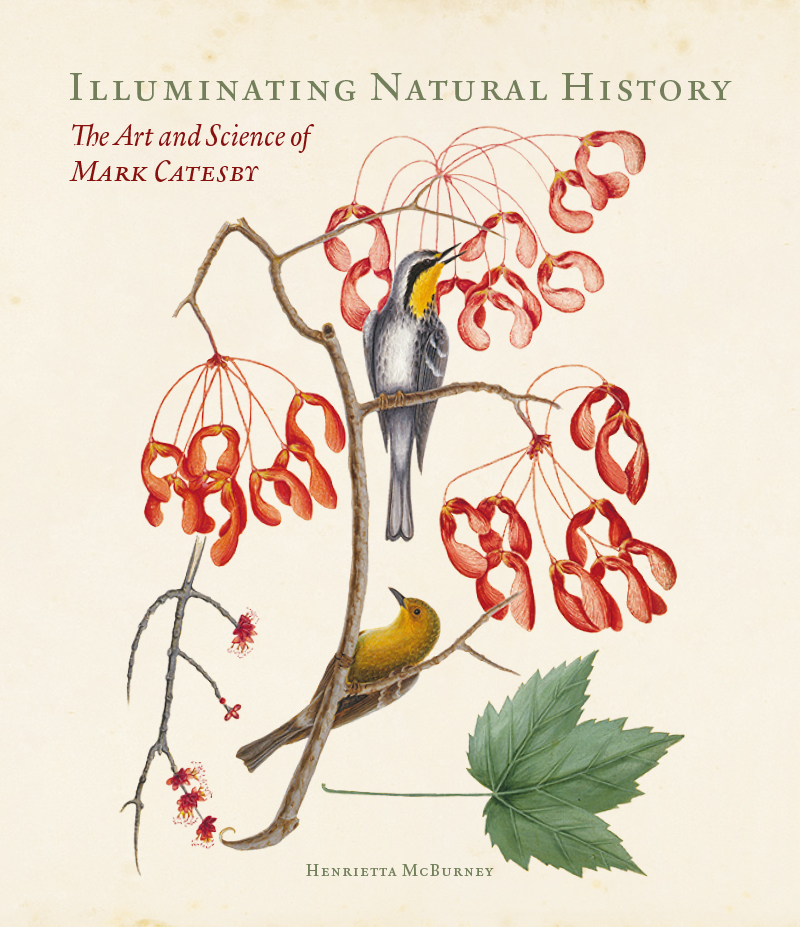 Illuminating Natural History
The Art and Science of
Mark Catesby
Henrietta McBurney